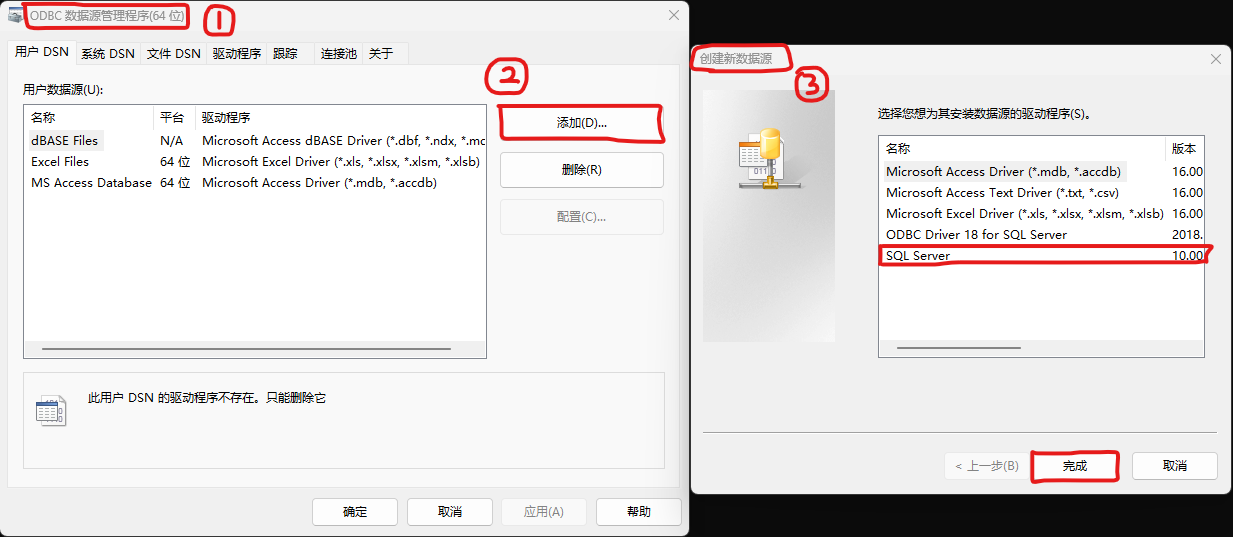 ODBC 数据源管理程序(64 位)
①
用户 DSN 系统 DSN 文件 DSN 驱动程序 跟踪 连接池 关于
用户数据源(U):
名称 平台 驱动程序
dBASE Files N/A Microsoft Access dBASE Driver (*.dbf, *.ndx, *.mc
Excel Files 64 位 Microsoft Excel Driver (*.xls, *.xlsx, *.xlsm, *.xlsb)
MS Access Database 64 位 Microsoft Access Driver (*.mdb, *.accdb)
②
添加(D)...
删除(R)
配置(C)...
此用户 DSN 的驱动程序不存在。只能删除它
确定 取消 应用(A) 帮助
创建新数据源
③
选择您想为其安装数据源的驱动程序(S)。
名称 版本
Microsoft Access Driver (*.mdb, *.accdb) 16.00
Microsoft Access Text Driver (*.txt, *.csv) 16.00
Microsoft Excel Driver (*.xls, *.xlsx, *.xlsm, *.xlsb) 16.00
ODBC Driver 18 for SQL Server 2018.
SQL Server 10.00
< 上一步(B) 完成 取消